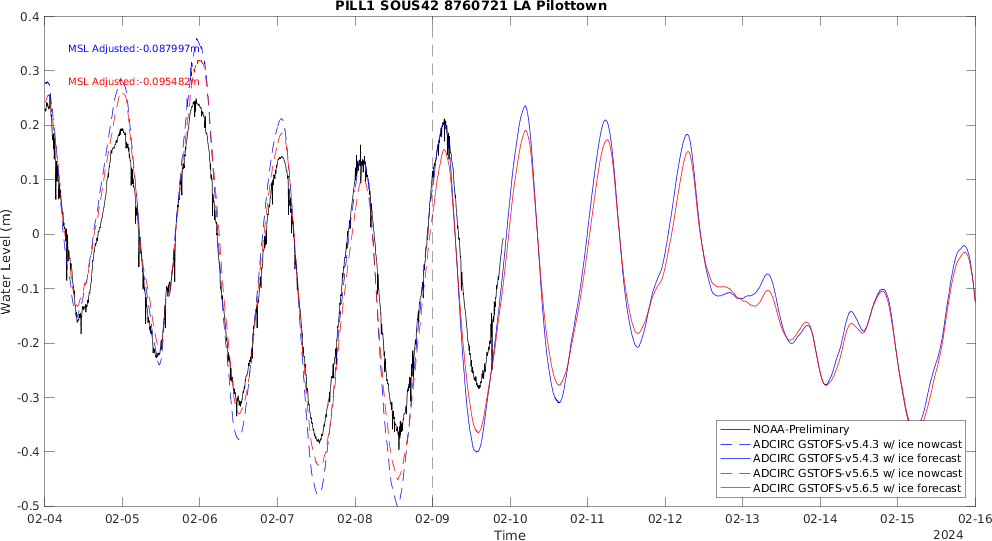 PILL1 SOUS42 8760721 LA Pilottown
MSL Adjusted:-0.087997m
MSL Adjusted:-0.095482m
Water Level (m)
0.4
0.3
0.2
0.1
0
-0.1
-0.2
-0.3
-0.4
-0.5
NOAA-Preliminary
ADCIRC GSTOFS-v5.4.3 w/ ice nowcast
ADCIRC GSTOFS-v5.4.3 w/ ice forecast
ADCIRC GSTOFS-v5.6.5 w/ ice nowcast
ADCIRC GSTOFS-v5.6.5 w/ ice forecast
02-04 02-05 02-06 02-07 02-08 02-09 02-10 02-11 02-12 02-13 02-14 02-15 02-16
Time
2024